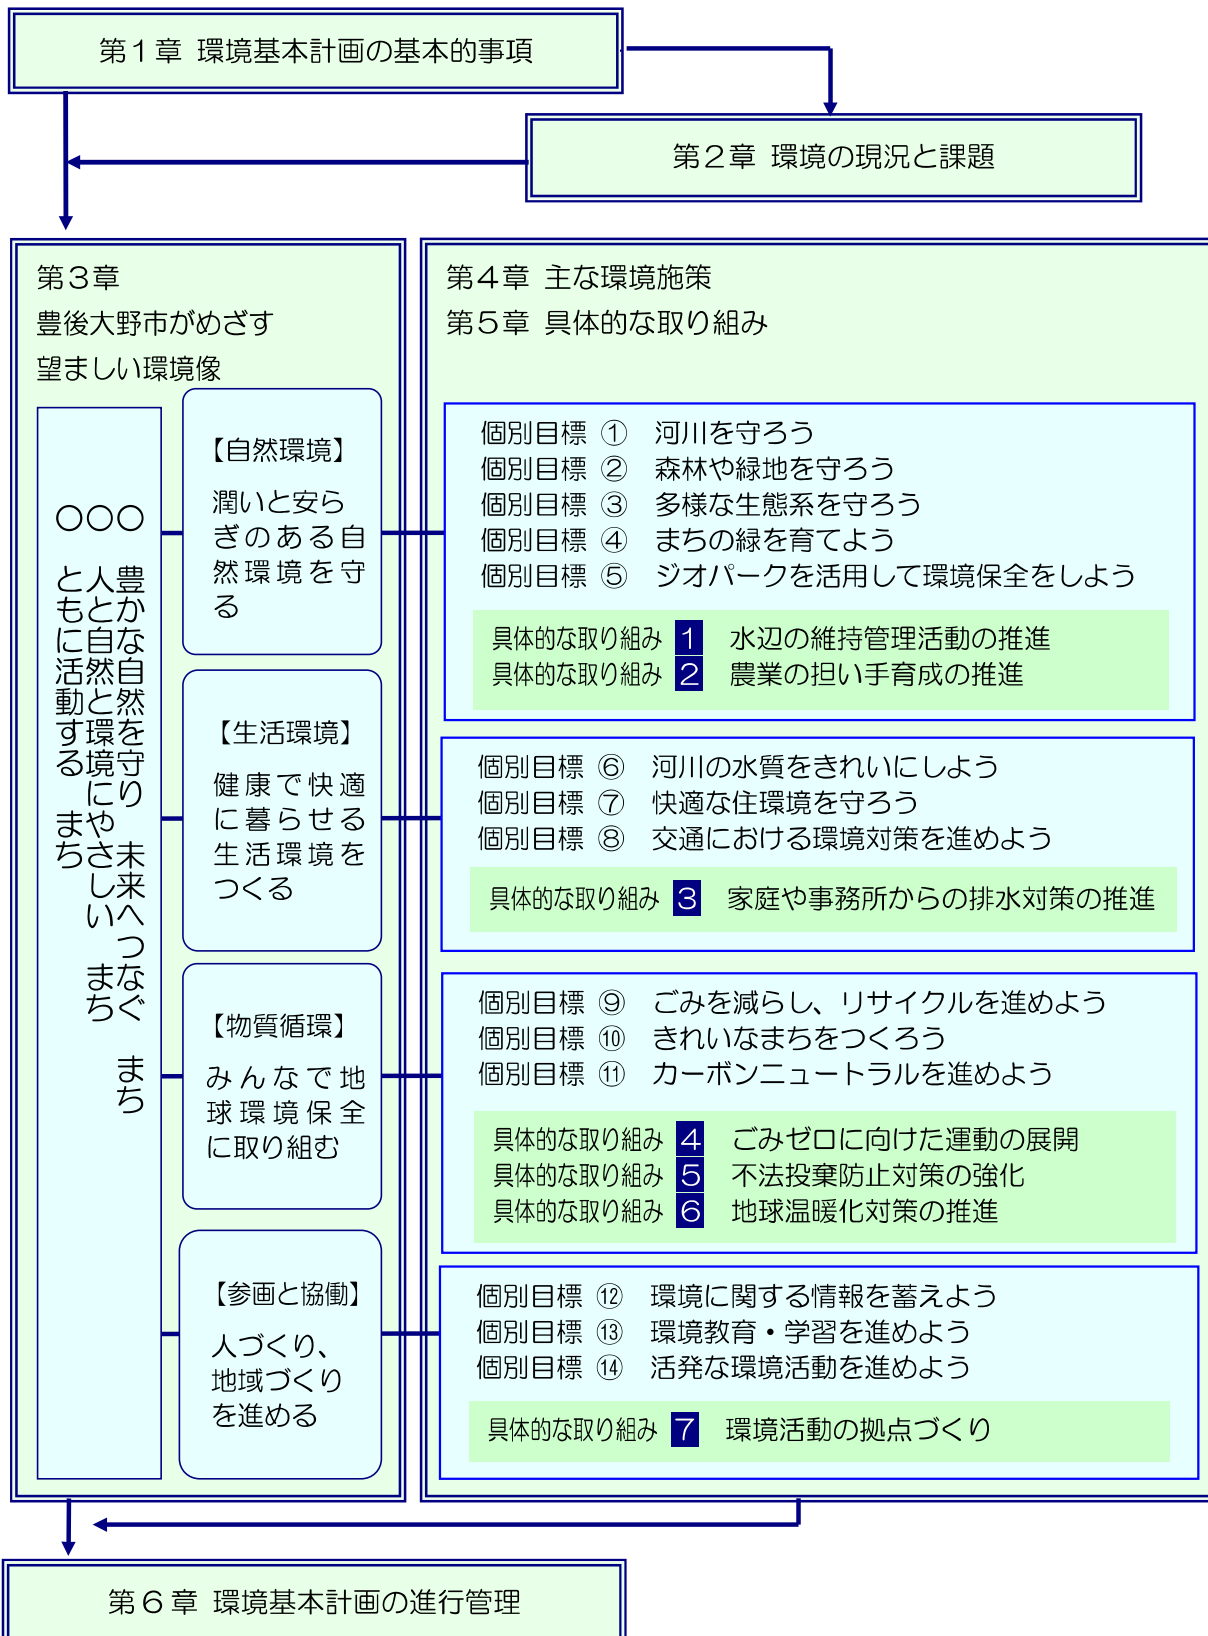 第１章 環境基本計画の基本的事項
第２章 環境の現況と課題
第３章
豊後大野市がめざす
望ましい環境像
〇 豊かな自然を守り 未来へつなぐ まち
〇 人と自然と環境にやさしい まち
〇 ともに活動する まち
【自然環境】
潤いと安ら
ぎのある自
然環境を守
る
【生活環境】
健康で快適
に暮らせる
生活環境を
つくる
【物質循環】
みんなで地
球環境保全
に取り組む
【参画と協働】
人づくり、
地域づくり
を進める
第４章 主な環境施策
第５章 具体的な取り組み
個別目標 ① 河川を守ろう
個別目標 ② 森林や緑地を守ろう
個別目標 ③ 多様な生態系を守ろう
個別目標 ④ まちの緑を育てよう
個別目標 ⑤ ジオパークを活用して環境保全をしよう
具体的な取り組み 1 水辺の維持管理活動の推進
具体的な取り組み 2 農業の担い手育成の推進
個別目標 ⑥ 河川の水質をきれいにしよう
個別目標 ⑦ 快適な住環境を守ろう
個別目標 ⑧ 交通における環境対策を進めよう
具体的な取り組み 3 家庭や事務所からの排水対策の推進
個別目標 ⑨ ごみを減らし、リサイクルを進めよう
個別目標 ⑩ きれいなまちをつくろう
個別目標 ⑪ カーボンニュートラルを進めよう
具体的な取り組み 4 ごみゼロに向けた運動の展開
具体的な取り組み 5 不法投棄防止対策の強化
具体的な取り組み 6 地球温暖化対策の推進
個別目標 ⑫ 環境に関する情報を蓄えよう
個別目標 ⑬ 環境教育・学習を進めよう
個別目標 ⑭ 活発な環境活動を進めよう
具体的な取り組み 7 環境活動の拠点づくり
第６章 環境基本計画の進行管理